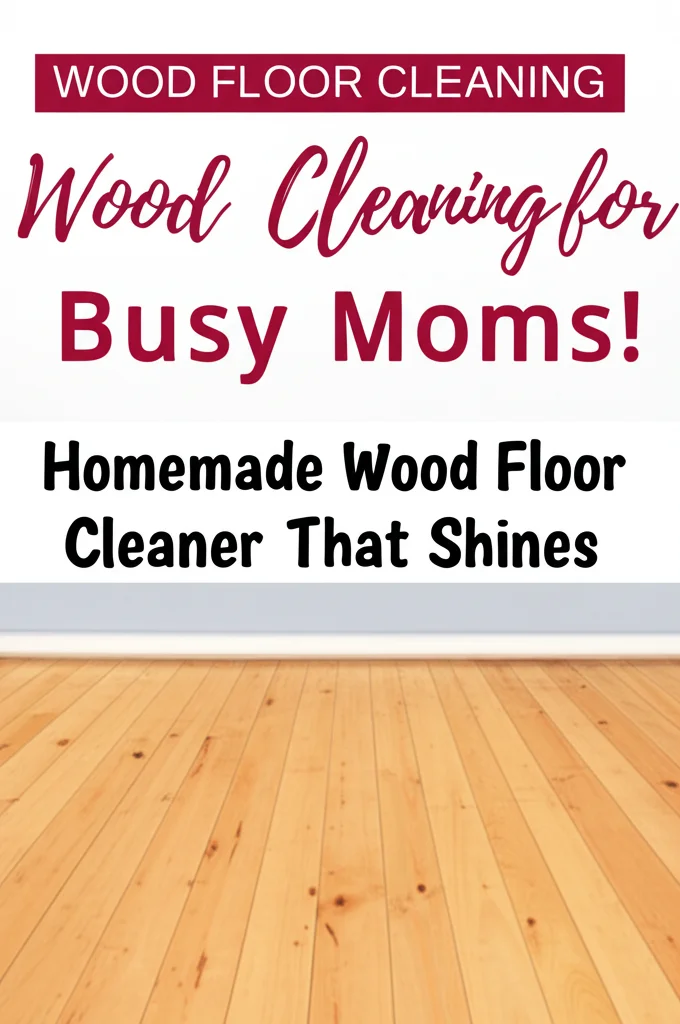 WOOD FLOOR CLEANING
Wood Cleaning for
Busy Moms!
Homemade Wood Floor
Cleaner That Shines